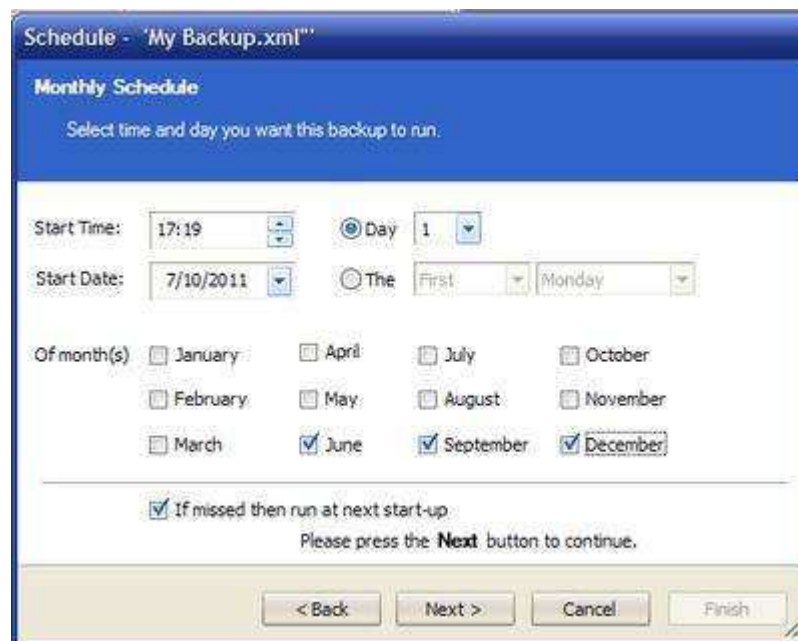 Schedule - 'My Backup.xml"'
Monthly Schedule
Select time and day you want this backup to run.
Start Time: 17:19 Day 1
Start Date: 7/10/2011 The First Monday
Of month(s) January April July October
February May August November
March June September December
If missed then run at next start-up
Please press the Next button to continue.
< Back Next > Cancel Finish